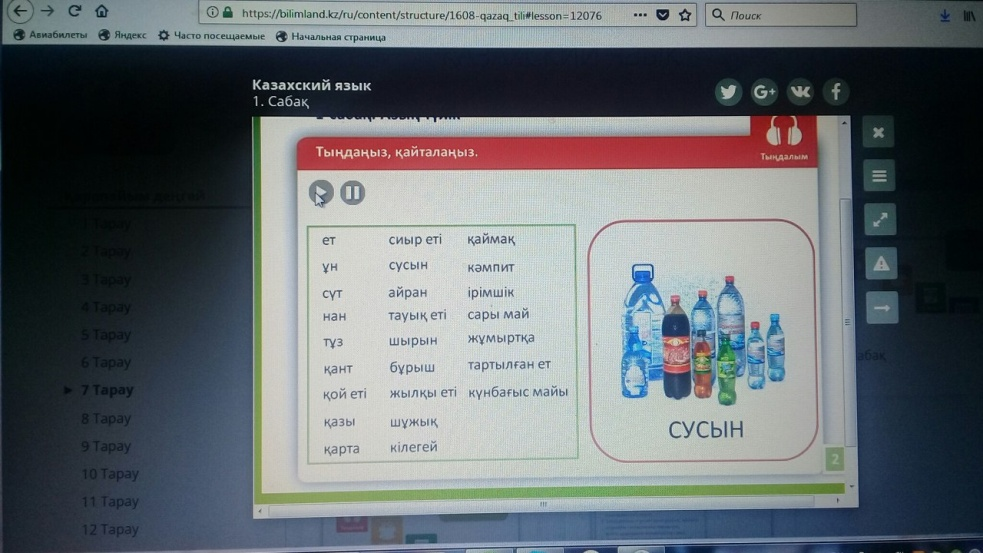 https://bilimland.kz/ru/content/structure/1608-qazaq_tili#lesson=12076
Поиск
Авиабилеты Яндекс Часто посещаемые Начальная страница
Казахский язык
1. Сабақ
Тыңдаңыз, қайталаңыз.
Тыңдалым
ет сиыр еті қаймақ
ұн сусын кәмпит
сүт айран ірімшік
нан тауық еті сары май
тұз шырын жұмыртқа
қант бұрыш тартылған ет
қой еті жылқы еті күнбағыс майы
қазы шұжық
қарта кілегей
СУСЫН
2
1 Тарау
2 Тарау
3 Тарау
4 Тарау
5 Тарау
6 Тарау
7 Тарау
8 Тарау
9 Тарау
10 Тарау
11 Тарау
12 Тарау